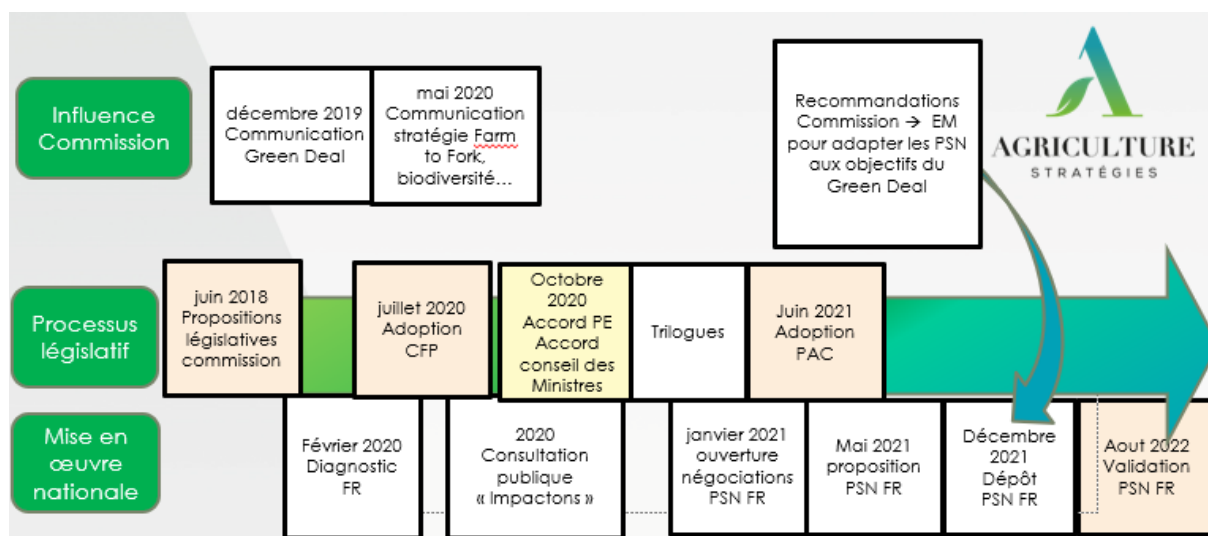 Influence
Commission
décembre 2019
Communication
Green Deal
mai 2020
Communication
stratégie Farm
to Fork,
biodiversité…
Recommandations
Commission → EM
pour adapter les PSN
aux objectifs du
Green Deal
AGRICULTURE
STRATÉGIES
Processus
législatif
juin 2018
Propositions
législatives
commission
juillet 2020
Adoption
CFP
Octobre
2020
Accord PE
Accord
conseil des
Ministres
Trilogues
Juin 2021
Adoption
PAC
Mise en
œuvre
nationale
Février 2020
Diagnostic
FR
2020
Consultation
publique
« Impactons »
janvier 2021
ouverture
négociations
PSN FR
Mai 2021
proposition
PSN FR
Décembre
2021
Dépôt
PSN FR
Aout 2022
Validation
PSN FR